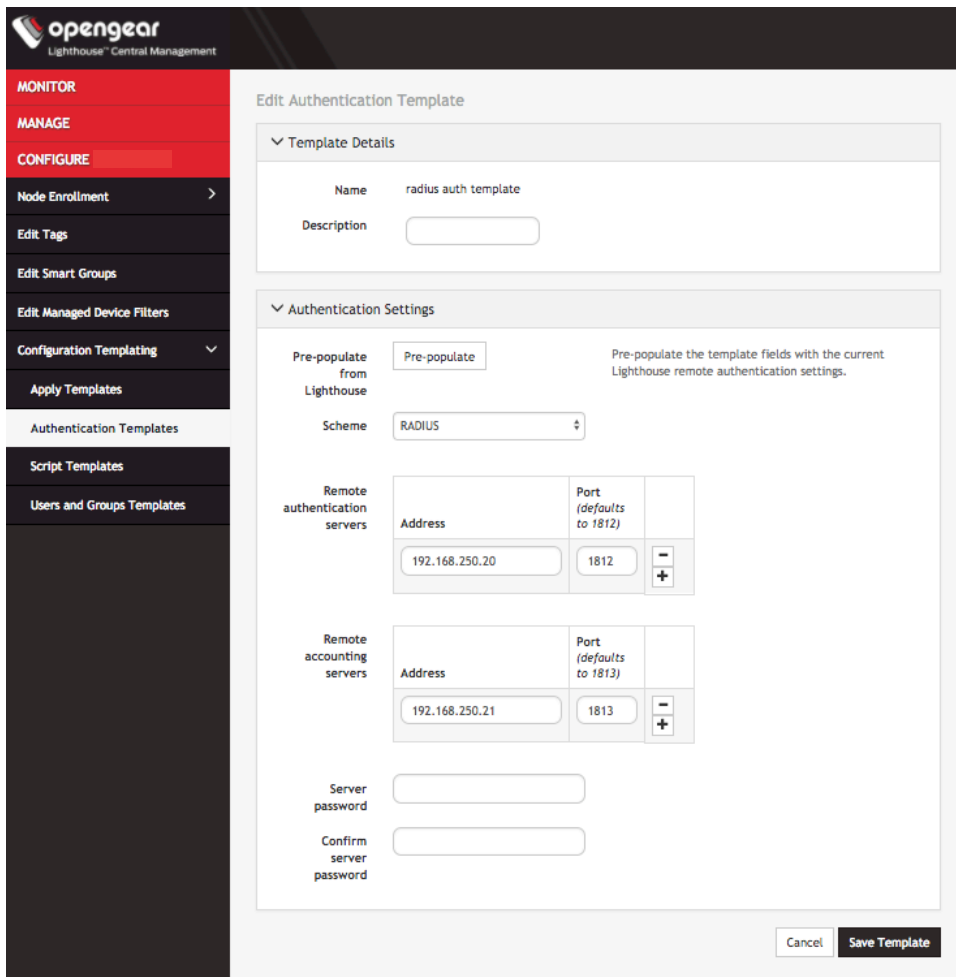 opengear
Lighthouse™ Central Management
MONITOR
MANAGE
CONFIGURE
Node Enrollment
Edit Tags
Edit Smart Groups
Edit Managed Device Filters
Configuration Templating
Apply Templates
Authentication Templates
Script Templates
Users and Groups Templates
Edit Authentication Template
Template Details
Name radius auth template
Description
Authentication Settings
Pre-populate
from
Lighthouse
Pre-populate
Pre-populate the template fields with the current
Lighthouse remote authentication settings.
Scheme RADIUS
Remote
authentication
servers
Address
Port
(defaults
to 1812)
192.168.250.20 1812
Remote
accounting
servers
Address
Port
(defaults
to 1813)
192.168.250.21 1813
Server
password
Confirm
server
password
Cancel Save Template